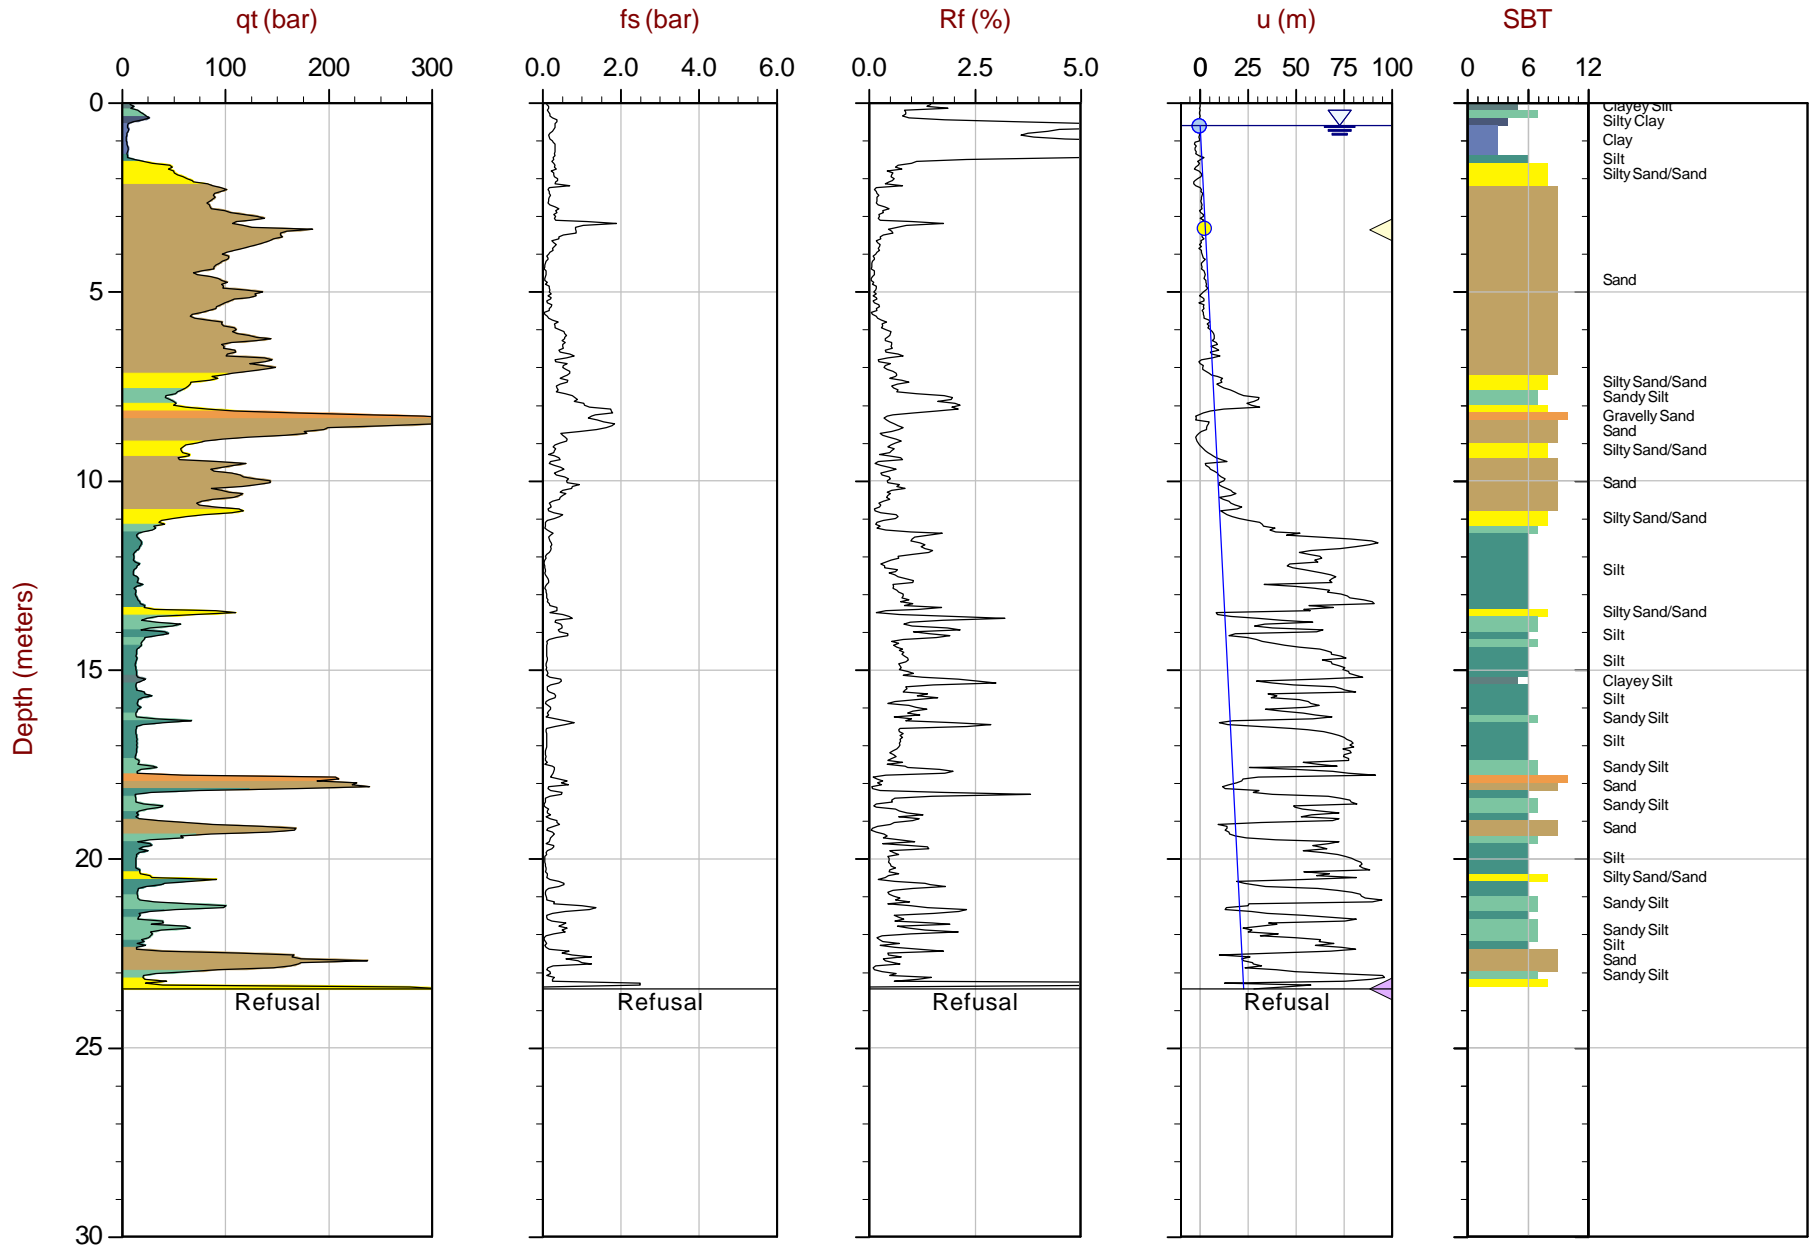 qt (bar) fs (bar) Rf (%) u (m) SBT
0 100 200 300 0.0 2.0 4.0 6.0 0.0 2.5 5.0 0 25 50 75 100 0 6 12
0
Clayey Silt
Silty Clay
Clay
Silt
Silty Sand/Sand
Sand
5
Silty Sand/Sand
Sandy Silt
Gravelly Sand
Sand
Silty Sand/Sand
10
Sand
Silty Sand/Sand
Silt
Silty Sand/Sand
Silt
Silt
15
Clayey Silt
Silt
Sandy Silt
Silt
Sandy Silt
Sand
Sandy Silt
Sand
20
Silt
Silty Sand/Sand
Sandy Silt
Sandy Silt
Silt
Sand
Sandy Silt
Refusal Refusal Refusal Refusal
25
30
Depth (meters)